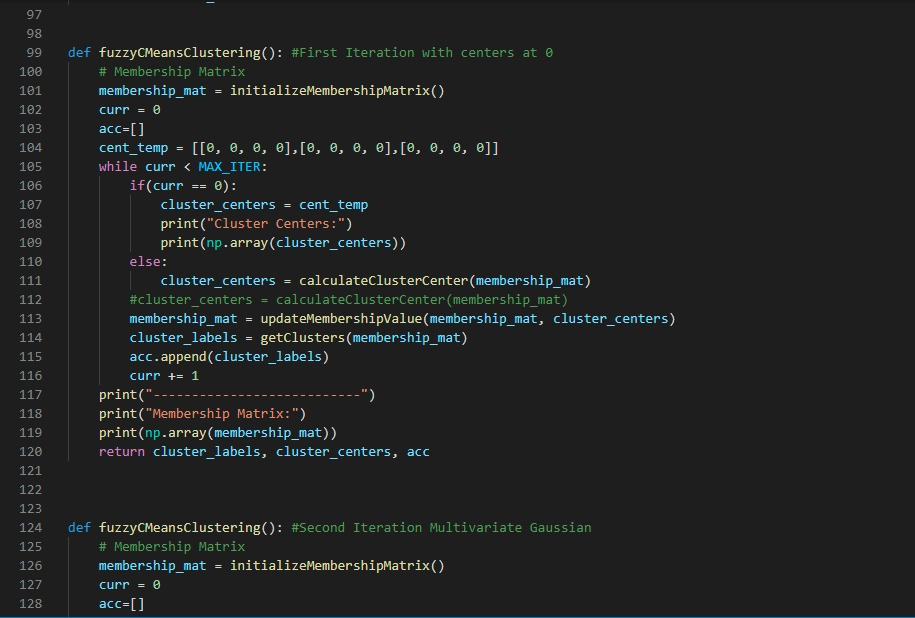 97
98
99 def fuzzyCMeansClustering(): #First Iteration with centers at 0
100 # Membership Matrix
101 membership_mat = initializeMembershipMatrix()
102 curr = 0
103 acc=[]
104 cent_temp = [[0, 0, 0, 0],[0, 0, 0, 0],[0, 0, 0, 0]]
105 while curr < MAX_ITER:
106 if(curr == 0):
107 cluster_centers = cent_temp
108 print("Cluster Centers:")
109 print(np.array(cluster_centers))
110 else:
111 cluster_centers = calculateClusterCenter(membership_mat)
112 #cluster_centers = calculateClusterCenter(membership_mat)
113 membership_mat = updateMembershipValue(membership_mat, cluster_centers)
114 cluster_labels = getClusters(membership_mat)
115 acc.append(cluster_labels)
116 curr += 1
117 print("---------------------------")
118 print("Membership Matrix:")
119 print(np.array(membership_mat))
120 return cluster_labels, cluster_centers, acc
121
122
123
124 def fuzzyCMeansClustering(): #Second Iteration Multivariate Gaussian
125 # Membership Matrix
126 membership_mat = initializeMembershipMatrix()
127 curr = 0
128 acc=[]